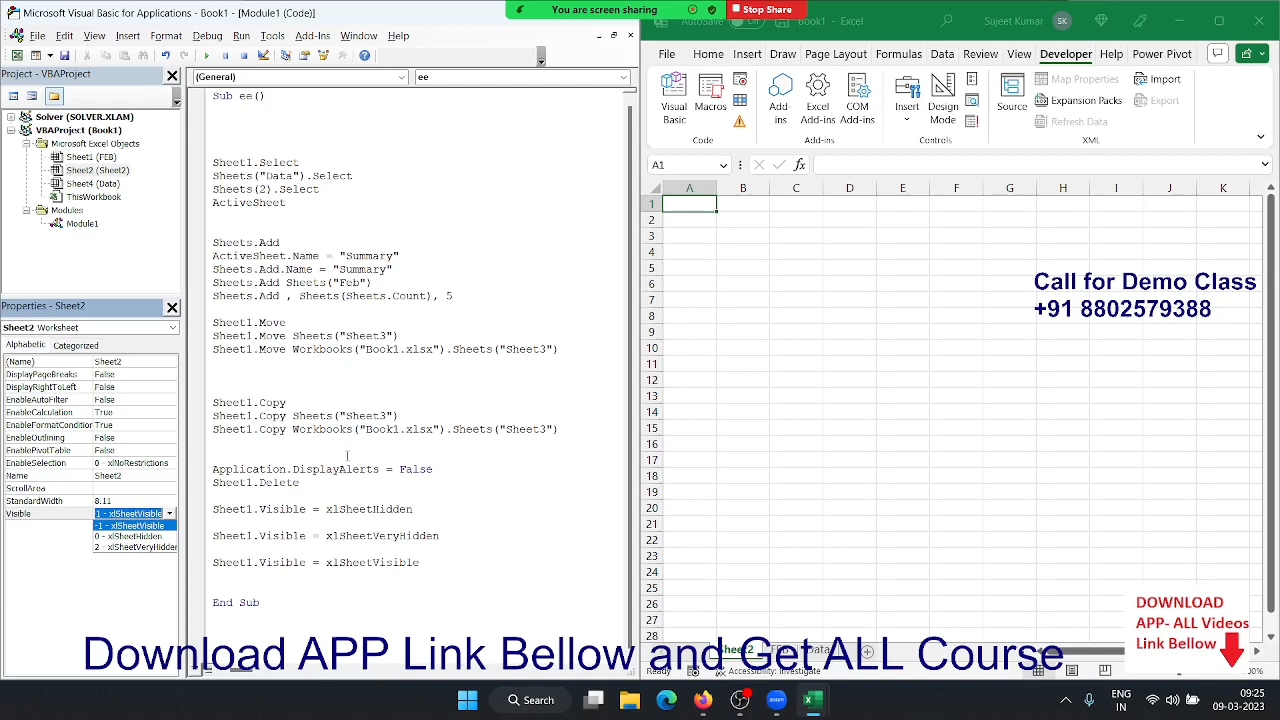 Microsoft Visual Basic for Applications - [Book1] - [Module1 (Code)]
You are screen sharing
Stop Share
AutoSave
Book1 - Excel
Sujeet Kumar
SK
File
Edit
View
Insert
Format
Debug
Run
Tools
Add-Ins
Window
Help
File
Home
Insert
Draw
Page Layout
Formulas
Data
Review
View
Developer
Help
Power Pivot
Project - VBAProject
(General)
ee
Solver (SOLVER.XLAM)
VBAProject (Book1)
Microsoft Excel Objects
Sheet1 (FEB)
Sheet2 (Sheet2)
Sheet4 (Data)
ThisWorkbook
Modules
Module1
Properties - Sheet2
Sheet2 Worksheet
Alphabetic
Categorized
(Name) Sheet2
DisplayPageBreaks False
DisplayRightToLeft False
EnableAutoFilter False
EnableCalculation True
EnableFormatCondition True
EnableOutlining False
EnablePivotTable False
EnableSelection 0 - xlNoRestrictions
Name Sheet2
ScrollArea
StandardWidth 8.11
Visible -1 - xlSheetVisible
-1 - xlSheetVisible
0 - xlSheetHidden
2 - xlSheetVeryHidden
Sub ee()
Sheet1.Select
Sheets("Data").Select
Sheets(2).Select
ActiveSheet
Sheets.Add
ActiveSheet.Name = "Summary"
Sheets.Add.Name = "Summary"
Sheets.Add Sheets("Feb")
Sheets.Add , Sheets(Sheets.Count), 5
Sheet1.Move
Sheet1.Move Sheets("Sheet3")
Sheet1.Move Workbooks("Book1.xlsx").Sheets("Sheet3")
Sheet1.Copy
Sheet1.Copy Sheets("Sheet3")
Sheet1.Copy Workbooks("Book1.xlsx").Sheets("Sheet3")
Application.DisplayAlerts = False
Sheet1.Delete
Sheet1.Visible = xlSheetHidden
Sheet1.Visible = xlSheetVeryHidden
Sheet1.Visible = xlSheetVisible
End Sub
Visual Basic
Macros
Code
Add-ins
Excel Add-ins
COM Add-ins
Add-ins
Insert
Design Mode
Controls
Source
Map Properties
Expansion Packs
Refresh Data
Import
Export
XML
A1
fx
A B C D E F G H I J K
1
2
3
4
5
6
7
8
9
10
11
12
13
14
15
16
17
18
19
20
21
22
23
24
25
26
27
28
Call for Demo Class
+91 8802579388
DOWNLOAD
APP- ALL Videos
Link Bellow
Sheet2
FEB
Data
Ready
Accessibility: Investigate
Download APP Link Bellow and Get ALL Course
Search
ENG
IN
09:25
09-03-2023